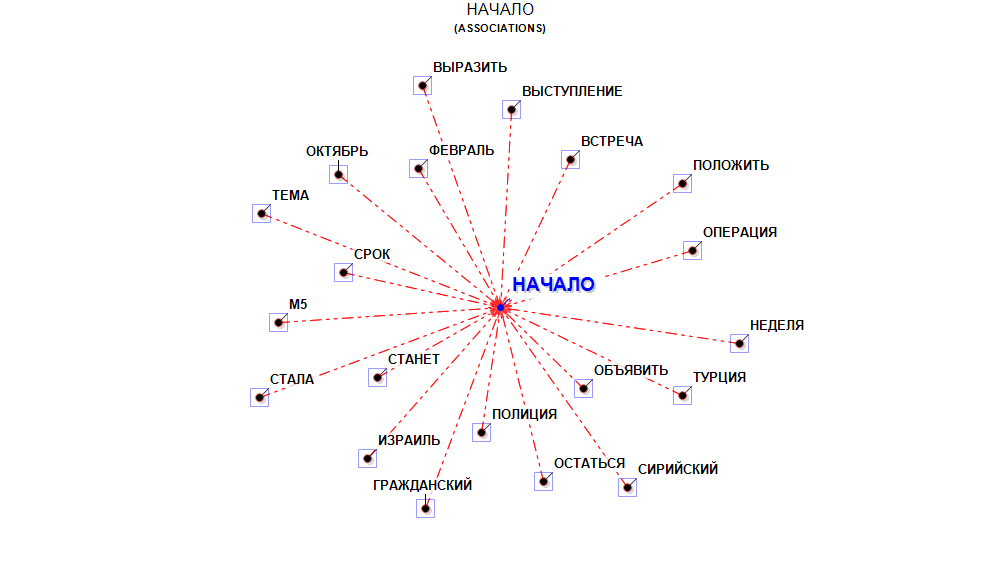 НАЧАЛО
(ASSOCIATIONS)
ВЫРАЗИТЬ
ВЫСТУПЛЕНИЕ
ВСТРЕЧА
ФЕВРАЛЬ
ОКТЯБРЬ
ПОЛОЖИТЬ
ТЕМА
ОПЕРАЦИЯ
СРОК
НАЧАЛО
М5
НЕДЕЛЯ
СТАНЕТ
ОБЪЯВИТЬ
СТАЛА
ТУРЦИЯ
ПОЛИЦИЯ
ИЗРАИЛЬ
ОСТАТЬСЯ
СИРИЙСКИЙ
ГРАЖДАНСКИЙ